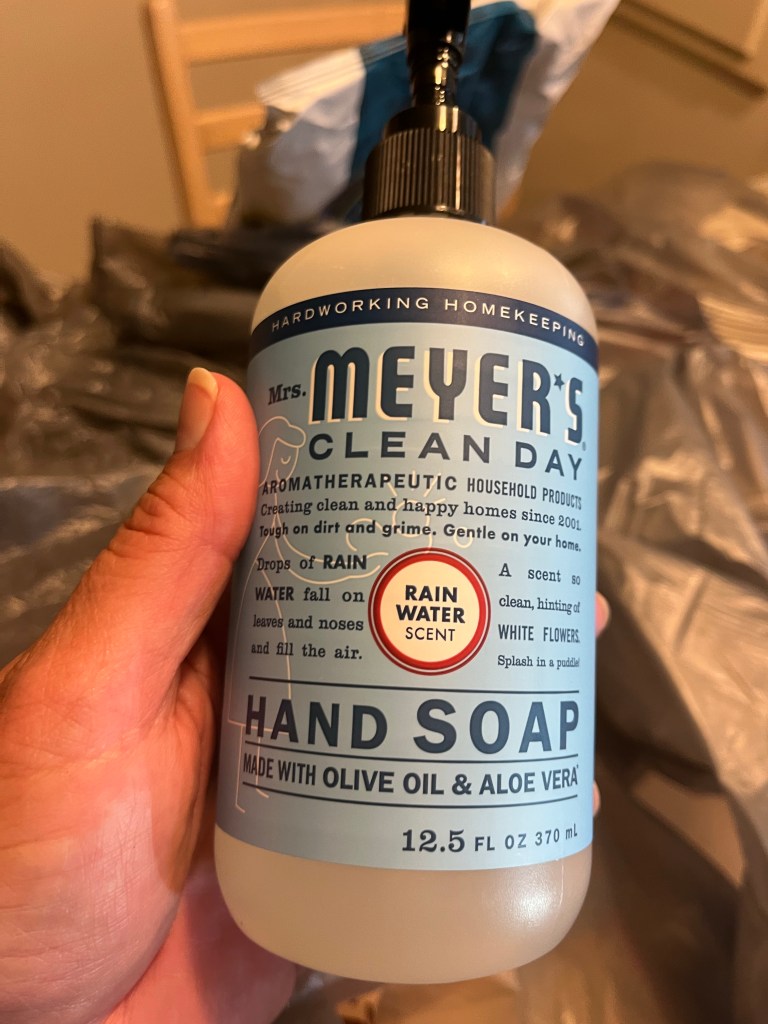 HARDWORKING HOMEKEEPING
Mrs. MEYER'S®
CLEAN DAY
AROMATHERAPEUTIC HOUSEHOLD PRODUCTS
Creating clean and happy homes since 2001.
Tough on dirt and grime. Gentle on your home.
Drops of RAIN
WATER fall on
leaves and noses
and fill the air.
RAIN
WATER
SCENT
A scent so
clean, hinting of
WHITE FLOWERS.
Splash in a puddle!
HAND SOAP
MADE WITH OLIVE OIL & ALOE VERA*
12.5 FL OZ 370 mL